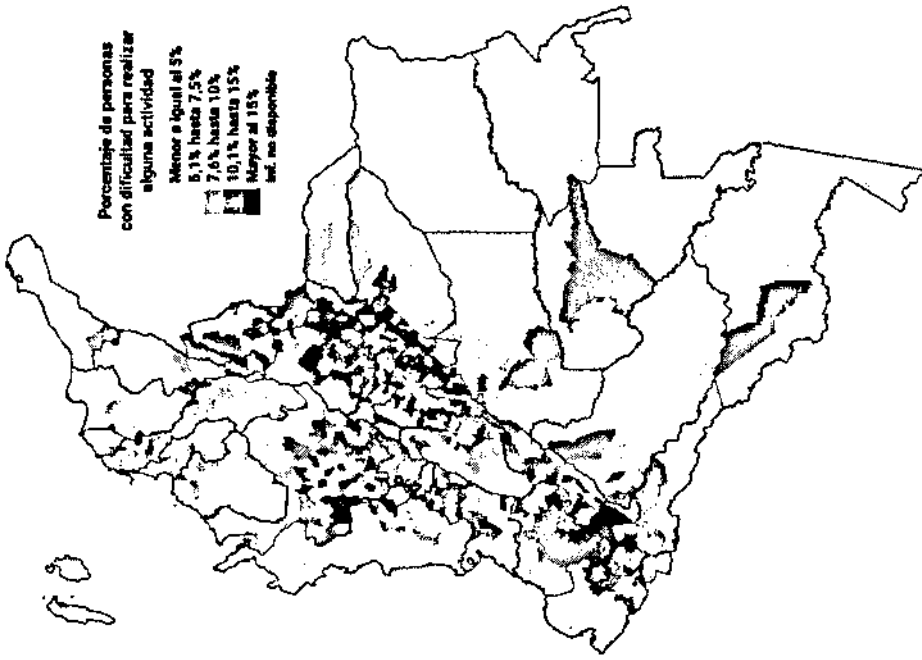 Porcentaje de personas
con dificultad para realizar
alguna actividad
Menor o igual al 5%
5,1% hasta 7,5%
7,6% hasta 10%
10,1% hasta 15%
Mayor al 15%
Inf. no disponible